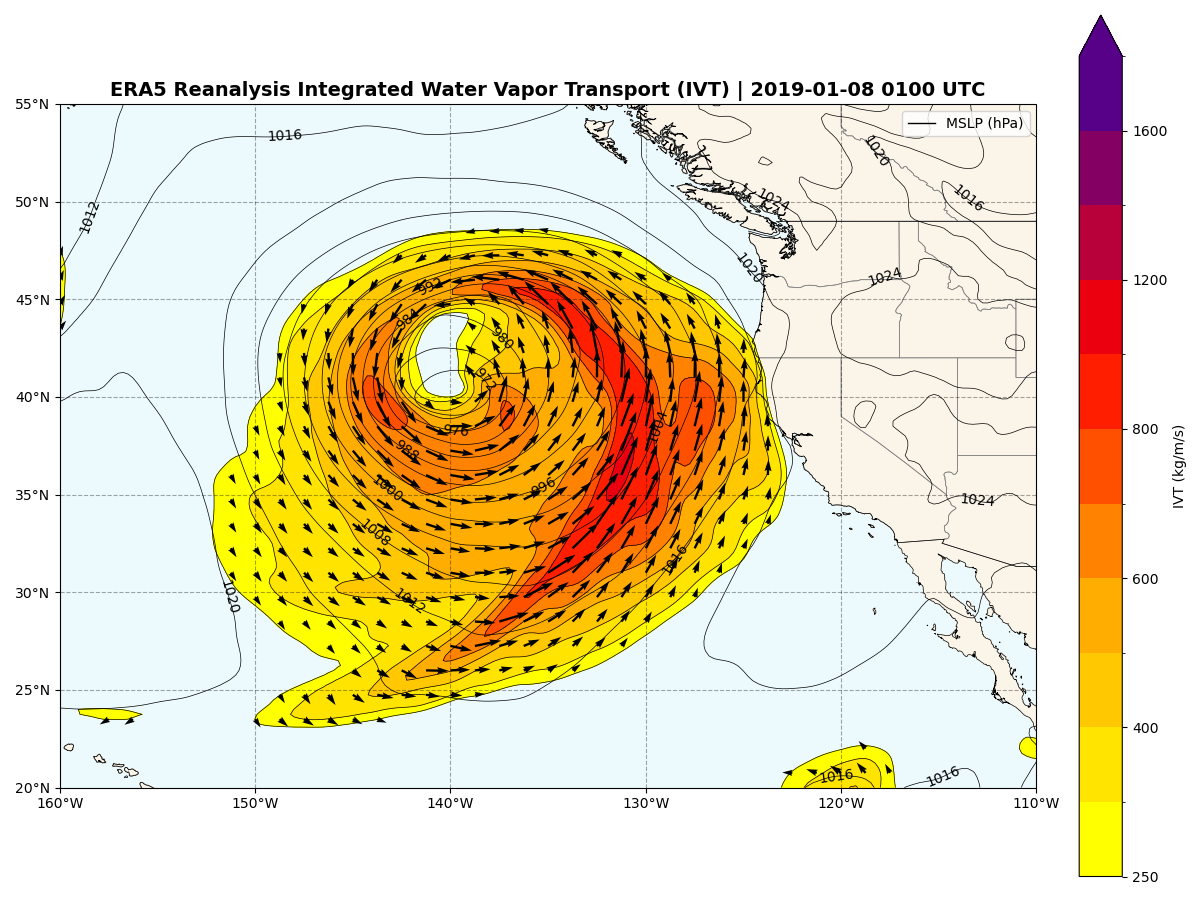 ERA5 Reanalysis Integrated Water Vapor Transport (IVT) | 2019-01-08 0100 UTC
MSLP (hPa)
55°N
50°N
45°N
40°N
35°N
30°N
25°N
20°N
160°W
150°W
140°W
130°W
120°W
110°W
1016
1012
1020
1016
1024
1020
1024
992
984
980
972
976
988
1004
996
1000
1024
1008
1016
1012
1020
1016
1016
1600
1200
800
600
400
250
IVT (kg/m/s)